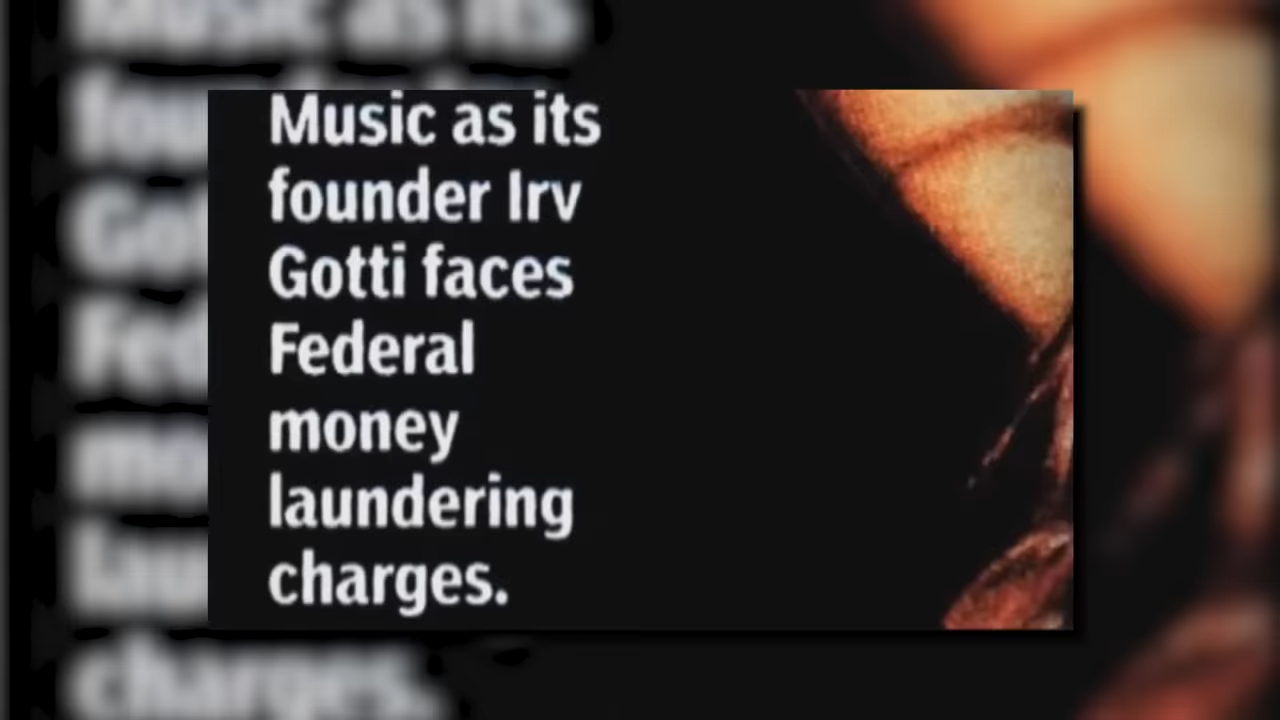 Music as its
founder Irv
Gotti faces
Federal
money
laundering
charges.